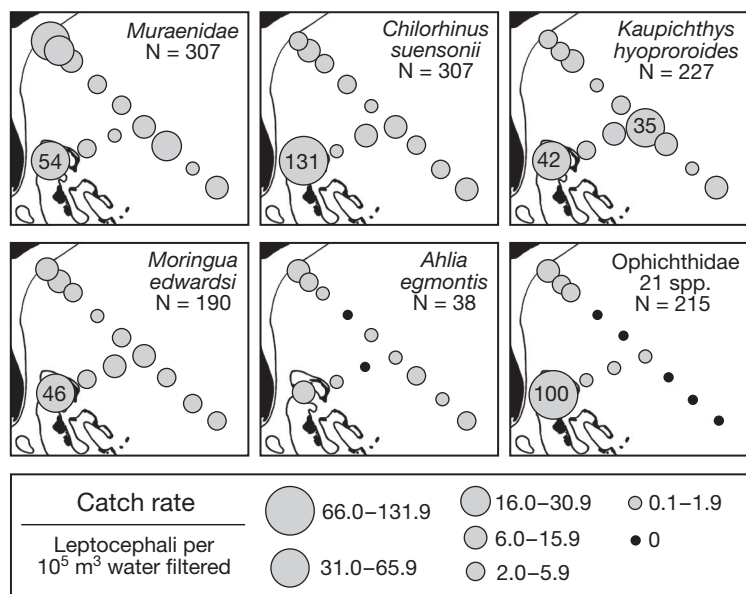 Muraenidae
N = 307
54
Chilorhinus
suensonii
N = 307
131
Kaupichthys
hyoproroides
N = 227
35
42
Moringua
edwardsi
N = 190
46
Ahlia
egmontis
N = 38
Ophichthidae
21 spp.
N = 215
100
Catch rate
Leptocephali per
10⁵ m³ water filtered
66.0–131.9
31.0–65.9
16.0–30.9
6.0–15.9
2.0–5.9
0.1–1.9
0